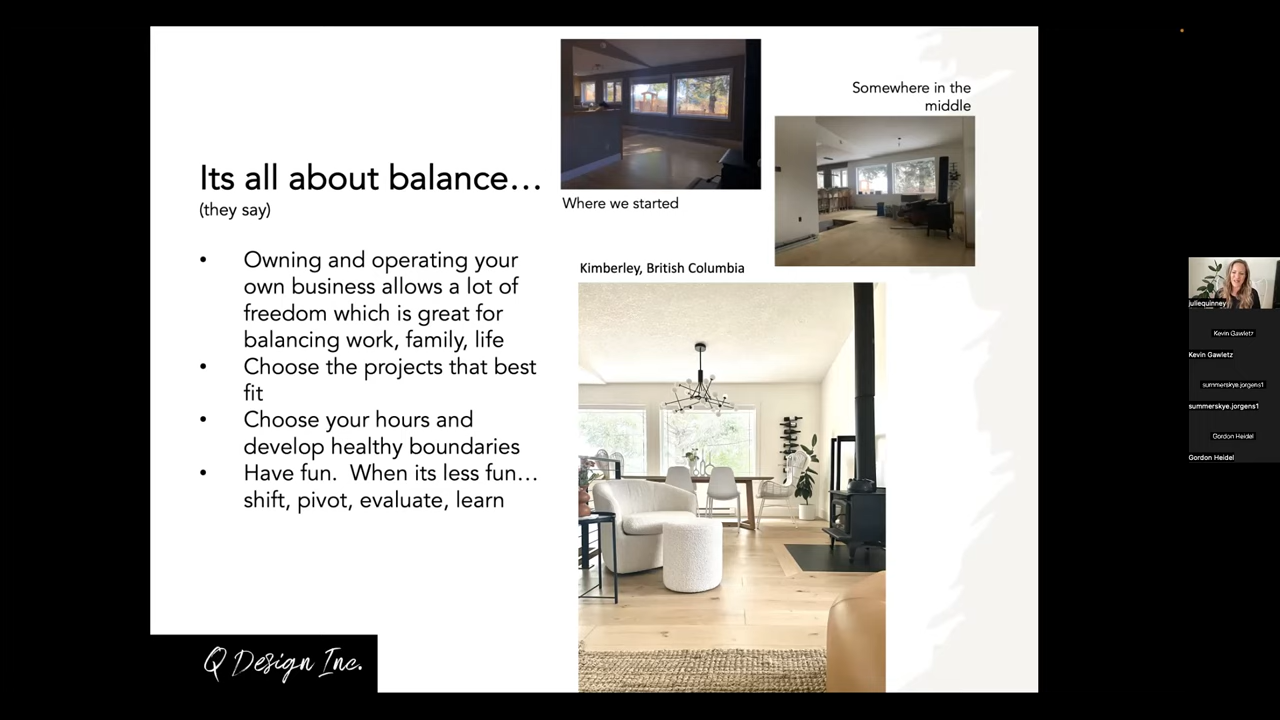 Its all about balance…
(they say)
• Owning and operating your
own business allows a lot of
freedom which is great for
balancing work, family, life
• Choose the projects that best
fit
• Choose your hours and
develop healthy boundaries
• Have fun.  When its less fun…
shift, pivot, evaluate, learn
Where we started
Somewhere in the
middle
Kimberley, British Columbia
Q Design Inc.
juliequinney
Kevin Gawletz
Kevin Gawletz
summerskye.jorgens1
summerskye.jorgens1
Gordon Heidel
Gordon Heidel